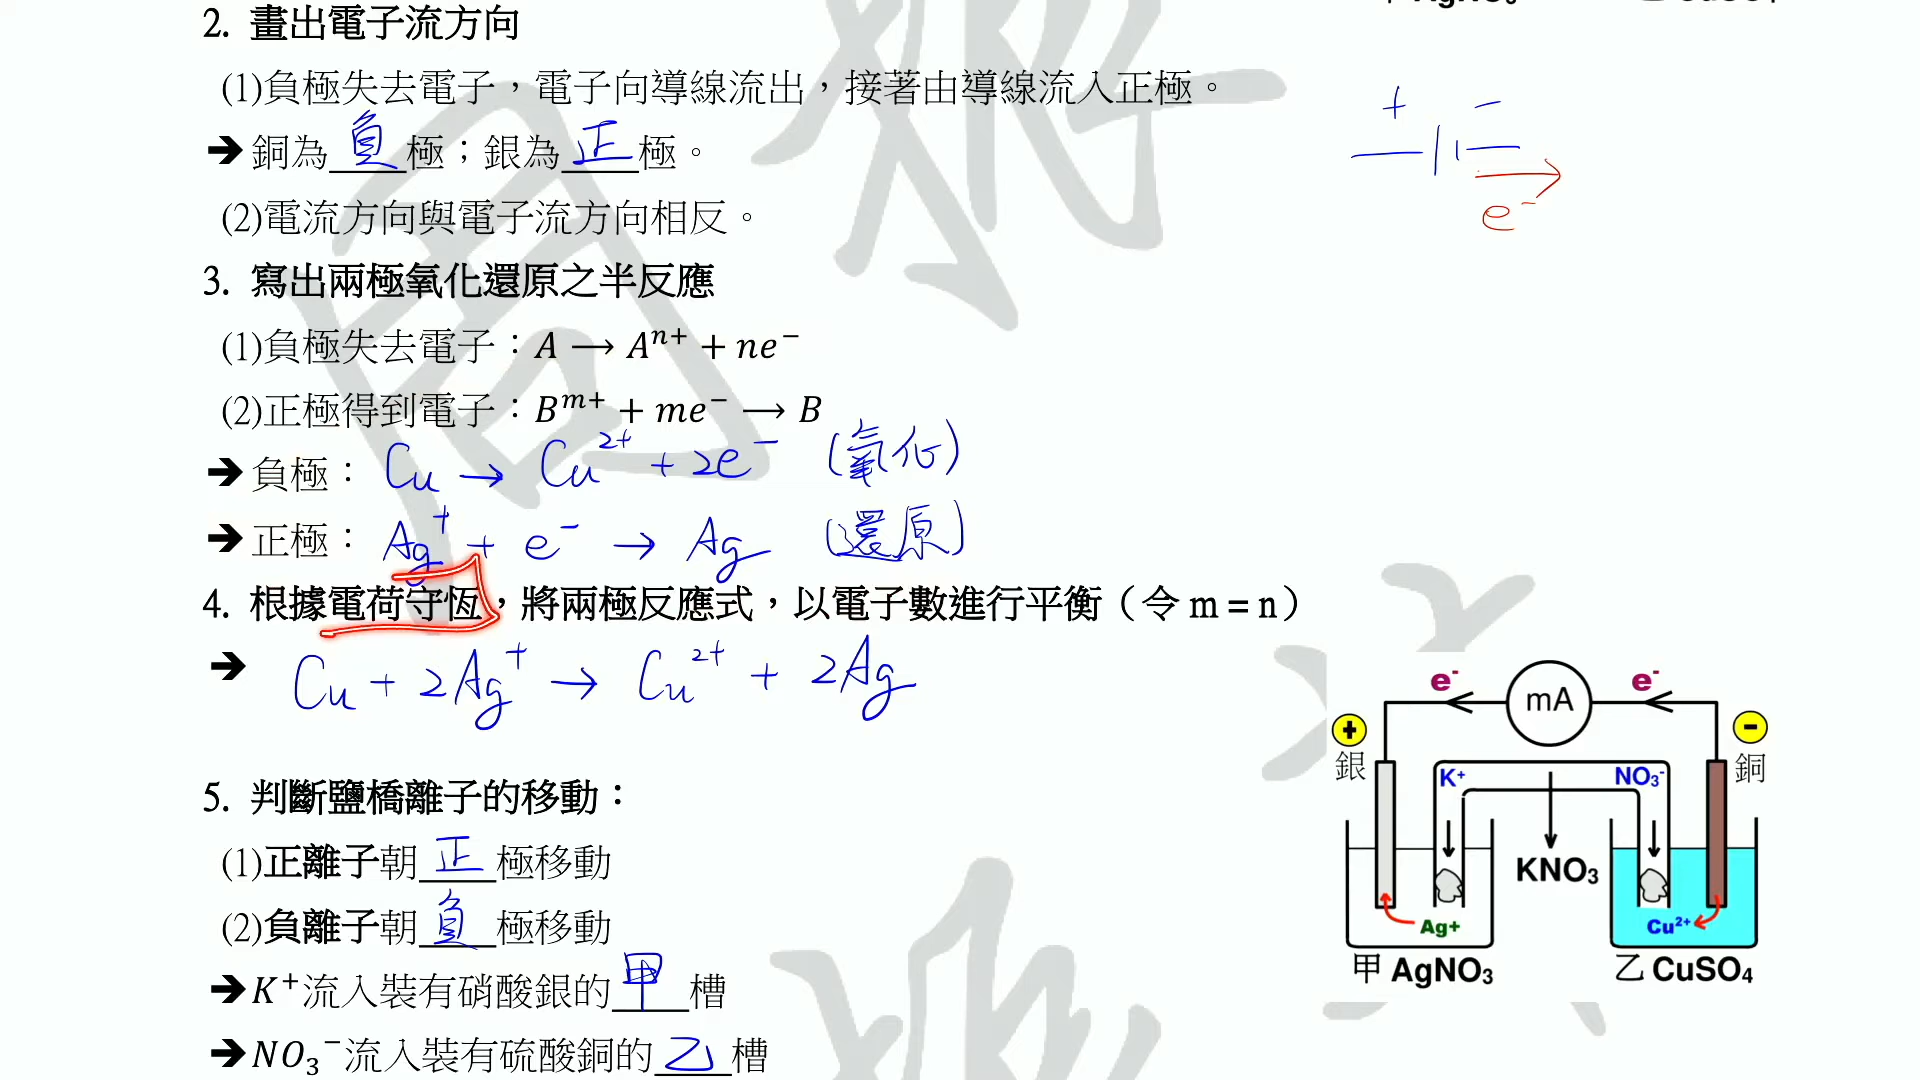 2. 畫出電子流方向
(1)負極失去電子，電子向導線流出，接著由導線流入正極。
➔ 銅為 負 極；銀為 正 極。
(2)電流方向與電子流方向相反。
+ −
e⁻
3. 寫出兩極氧化還原之半反應
(1)負極失去電子：A ⟶ Aⁿ⁺ + ne⁻
(2)正極得到電子：Bᵐ⁺ + me⁻ ⟶ B
➔ 負極： Cu → Cu²⁺ + 2e⁻ (氧化)
➔ 正極： Ag⁺ + e⁻ → Ag (還原)
4. 根據電荷守恆，將兩極反應式，以電子數進行平衡（令 m = n）
➔ Cu + 2Ag⁺ → Cu²⁺ + 2Ag
5. 判斷鹽橋離子的移動：
(1)正離子朝 正 極移動
(2)負離子朝 負 極移動
➔K⁺流入裝有硝酸銀的 甲 槽
➔NO₃⁻流入裝有硫酸銅的 乙 槽
e⁻ mA e⁻
+ −
銀 K⁺ NO₃⁻ 銅
KNO₃
Ag+ Cu²⁺
甲 AgNO₃ 乙 CuSO₄